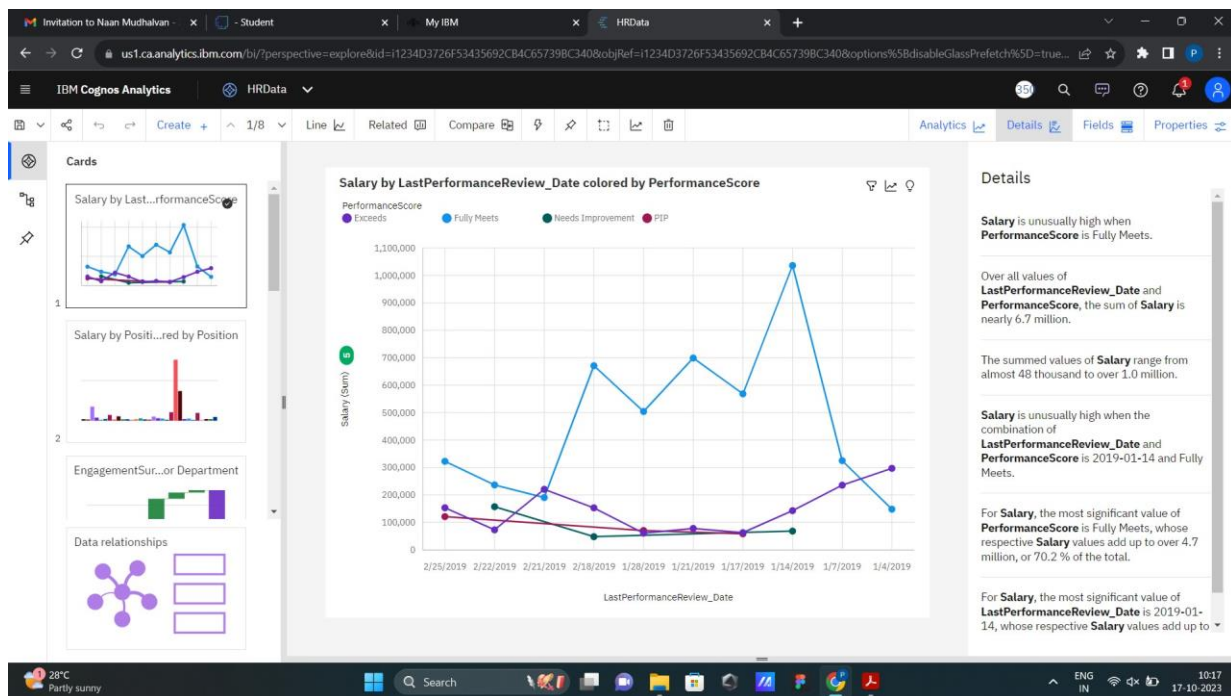 Invitation to Naan Mudhalvan -
- Student
My IBM
HRData
us1.ca.analytics.ibm.com/bi/?perspective=explore&id=i1234D3726F53435692CB4C65739BC340&objRef=i1234D3726F53435692CB4C65739BC340&options%5BdisableGlassPrefetch%5D=true...
P
IBM Cognos Analytics
HRData
350
1
Create +
1/8
Line
Related
Compare
Analytics
Details
Fields
Properties
Cards
Salary by Last...rformanceScore
1
Salary by Positi...red by Position
2
EngagementSur...or Department
Data relationships
Salary by LastPerformanceReview_Date colored by PerformanceScore
PerformanceScore
Exceeds
Fully Meets
Needs Improvement
PIP
1,100,000
1,000,000
900,000
800,000
700,000
600,000
500,000
400,000
300,000
200,000
100,000
0
Salary (Sum)
2/25/2019 2/22/2019 2/21/2019 2/18/2019 1/28/2019 1/21/2019 1/17/2019 1/14/2019 1/7/2019 1/4/2019
LastPerformanceReview_Date
Details
Salary is unusually high when
PerformanceScore is Fully Meets.
Over all values of
LastPerformanceReview_Date and
PerformanceScore, the sum of Salary is
nearly 6.7 million.
The summed values of Salary range from
almost 48 thousand to over 1.0 million.
Salary is unusually high when the
combination of
LastPerformanceReview_Date and
PerformanceScore is 2019-01-14 and Fully
Meets.
For Salary, the most significant value of
PerformanceScore is Fully Meets, whose
respective Salary values add up to over 4.7
million, or 70.2 % of the total.
For Salary, the most significant value of
LastPerformanceReview_Date is 2019-01-
14, whose respective Salary values add up to
1
28°C
Partly sunny
Search
ENG
IN
10:17
17-10-2023